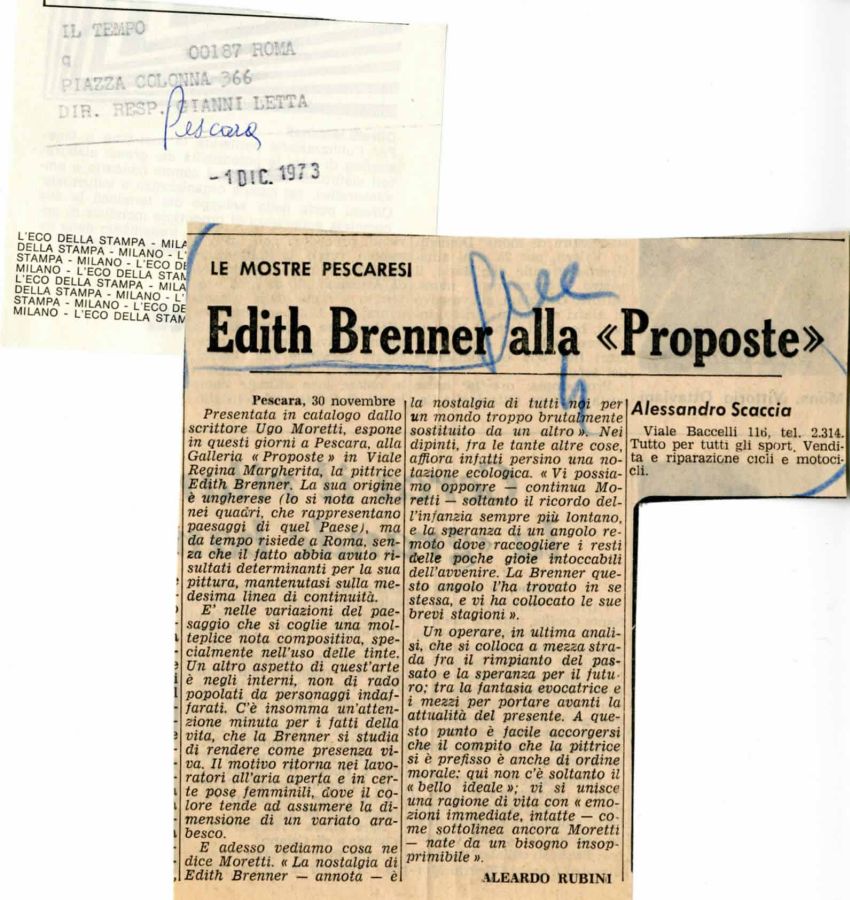 IL TEMPO
q 00187 ROMA
PIAZZA COLONNA 366
DIR. RESP. GIANNI LETTA
Pescara
-1 DIC. 1973
L'ECO DELLA STAMPA - MILA
DELLA STAMPA - MILANO - L'
STAMPA - MILANO - L'ECO DE
MILANO - L'ECO DELLA STAM
L'ECO DELLA STAMPA - MILA
DELLA STAMPA - MILANO - L'
STAMPA - MILANO - L'ECO DE
MILANO - L'ECO DELLA STAM
LE MOSTRE PESCARESI
Edith Brenner alla «Proposte»
Pescara, 30 novembre
Presentata in catalogo dallo
scrittore Ugo Moretti, espone
in questi giorni a Pescara, alla
Galleria « Proposte » in Viale
Regina Margherita, la pittrice
Edith Brenner. La sua origine
è ungherese (lo si nota anche
nei quadri, che rappresentano
paesaggi di quel Paese), ma
da tempo risiede a Roma, sen-
za che il fatto abbia avuto ri-
sultati determinanti per la sua
pittura, mantenutasi sulla me-
desima linea di continuità.
E' nelle variazioni del pae-
saggio che si coglie una mol-
teplice nota compositiva, spe-
cialmente nell'uso delle tinte.
Un altro aspetto di quest'arte
è negli interni, non di rado
popolati da personaggi indaf-
farati. C'è insomma un'atten-
zione minuta per i fatti della
vita, che la Brenner si studia
di rendere come presenza vi-
va. Il motivo ritorna nei lavo-
ratori all'aria aperta e in cer-
te pose femminili, dove il co-
lore tende ad assumere la di-
mensione di un variato ara-
besco.
E adesso vediamo cosa ne
dice Moretti. « La nostalgia di
Edith Brenner — annota — è
la nostalgia di tutti noi per
un mondo troppo brutalmente
sostituito da un altro ». Nei
dipinti, fra le tante altre cose,
affiora infatti persino una no-
tazione ecologica. « Vi possia-
mo opporre — continua Mo-
retti — soltanto il ricordo del-
l'infanzia sempre più lontano,
e la speranza di un angolo re-
moto dove raccogliere i resti
delle poche gioie intoccabili
dell'avvenire. La Brenner que-
sto angolo l'ha trovato in se
stessa, e vi ha collocato le sue
brevi stagioni ».
Un operare, in ultima anali-
si, che si colloca a mezza stra-
da fra il rimpianto del pas-
sato e la speranza per il futu-
ro; tra la fantasia evocatrice e
i mezzi per portare avanti la
attualità del presente. A que-
sto punto è facile accorgersi
che il compito che la pittrice
si è prefisso è anche di ordine
morale: qui non c'è soltanto il
« bello ideale »; vi si unisce
una ragione di vita con « emo-
zioni immediate, intatte — co-
me sottolinea ancora Moretti
— nate da un bisogno insop-
primibile ».
ALEARDO RUBINI
Alessandro Scaccia
Viale Baccelli 116, tel. 2.314.
Tutto per tutti gli sport. Vendi-
ta e riparazione cicli e motoci-
cli.